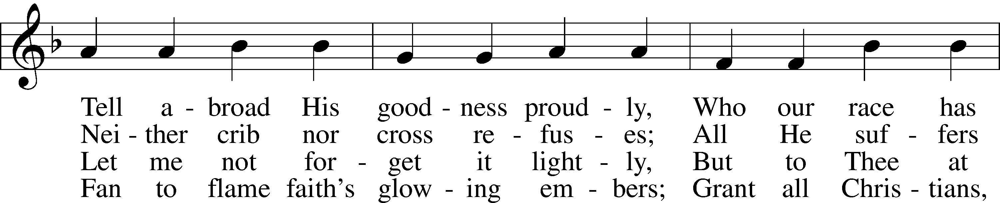 Tell a - broad His good - ness proud - ly, Who our race has
Nei - ther crib nor cross re - fus - es; All He suf - fers
Let me not for - get it light - ly, But to Thee at
Fan to flame faith's glow - ing em - bers; Grant all Chris - tians,